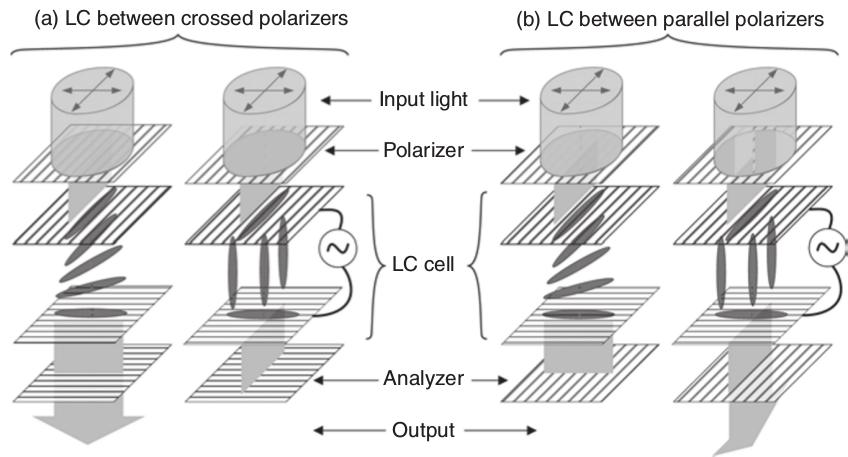 (a) LC between crossed polarizers
(b) LC between parallel polarizers
Input light
Polarizer
LC cell
Analyzer
Output